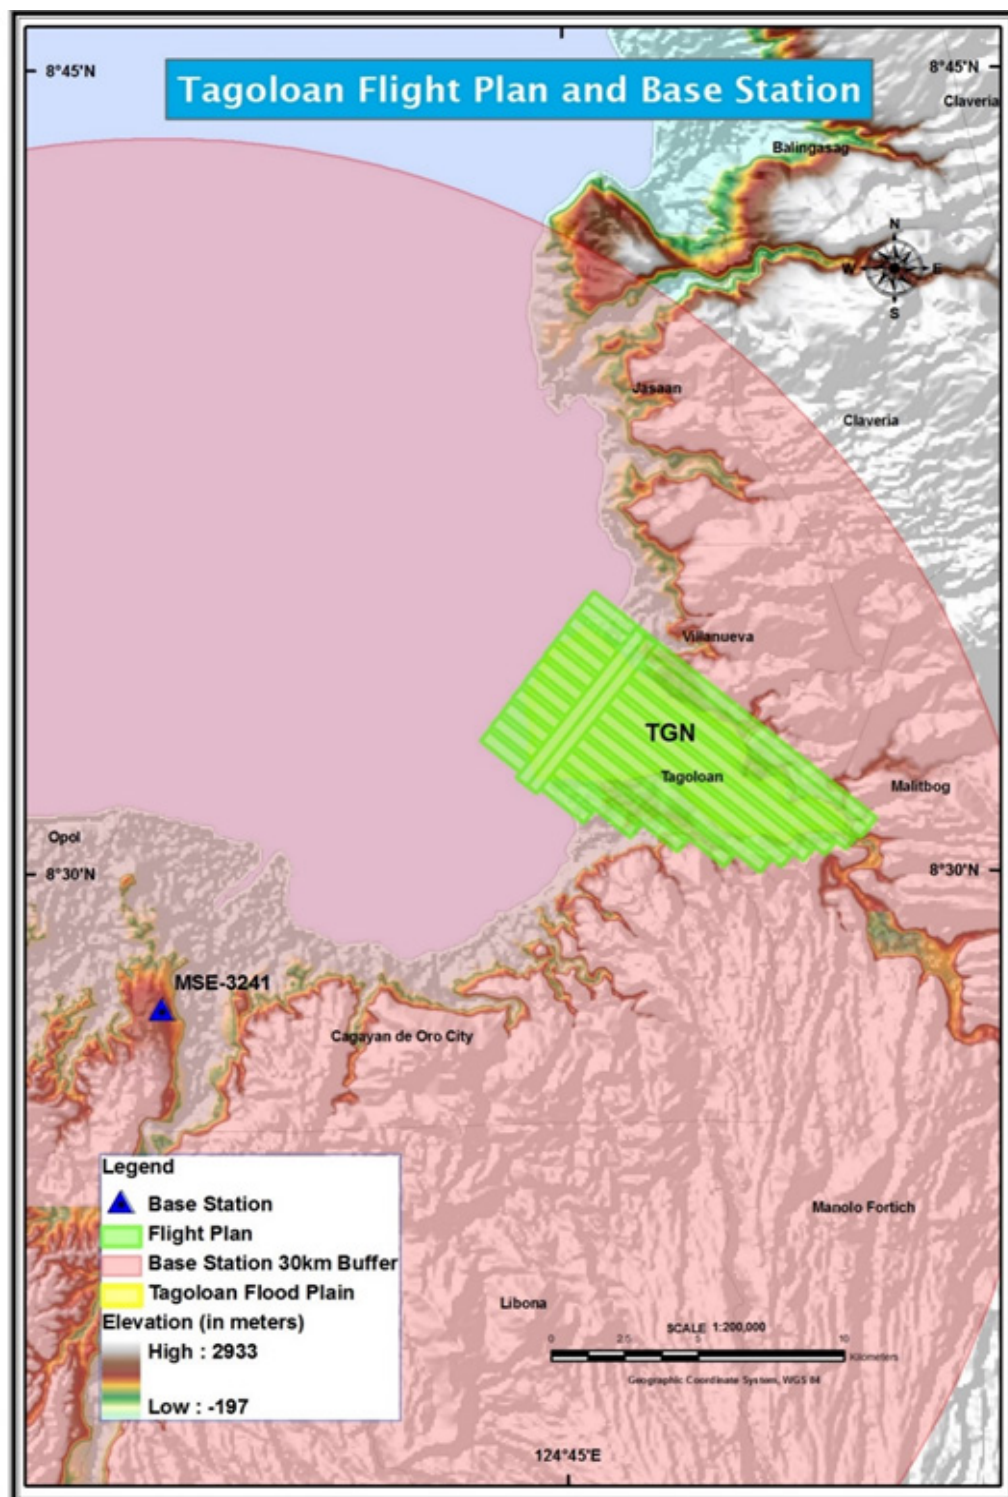 Tagoloan Flight Plan and Base Station
8°45'N
8°45'N
Claveria
Balingasag
N
W
E
S
Jasaan
Claveria
Villanueva
TGN
Tagoloan
Malitbog
Opol
8°30'N
8°30'N
MSE-3241
Cagayan de Oro City
Legend
Base Station
Flight Plan
Base Station 30km Buffer
Tagoloan Flood Plain
Elevation (in meters)
High : 2933
Low : -197
Manolo Fortich
Libona
SCALE 1:200,000
0 2.5 5 10
Kilometers
Geographic Coordinate System, WGS 84
124°45'E